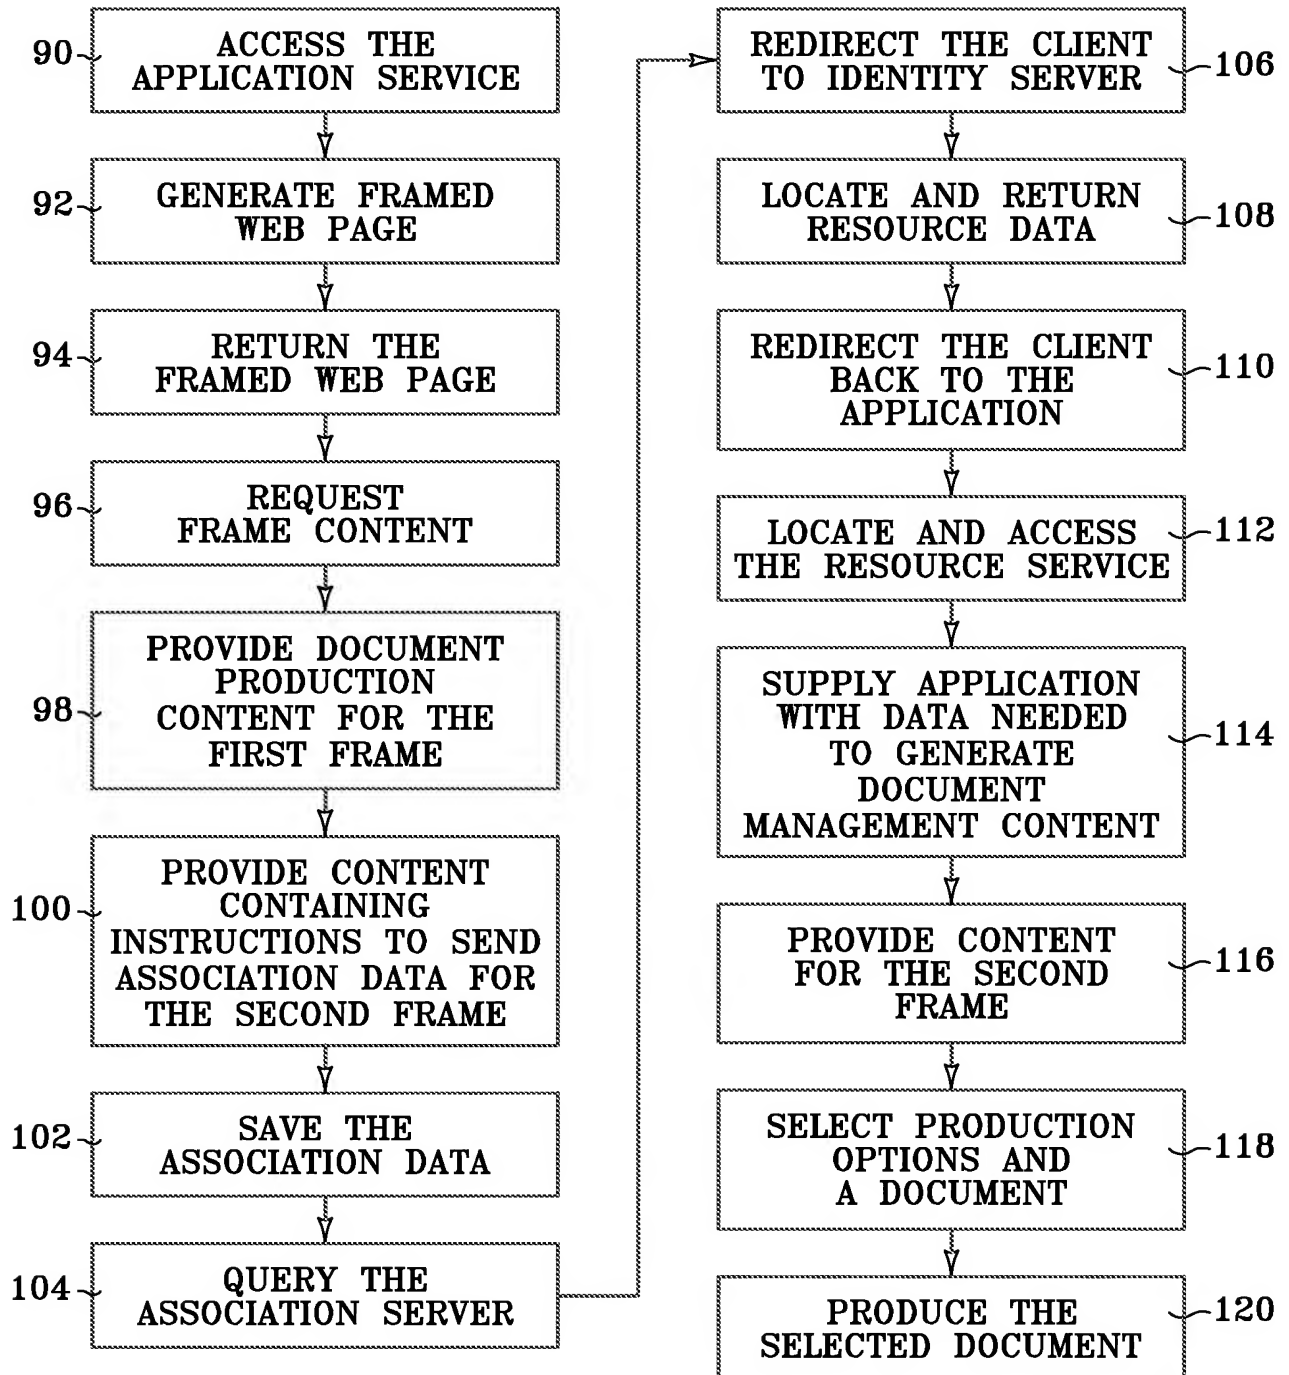 90
ACCESS THE
APPLICATION SERVICE
92
GENERATE FRAMED
WEB PAGE
94
RETURN THE
FRAMED WEB PAGE
96
REQUEST
FRAME CONTENT
98
PROVIDE DOCUMENT
PRODUCTION
CONTENT FOR THE
FIRST FRAME
100
PROVIDE CONTENT
CONTAINING
INSTRUCTIONS TO SEND
ASSOCIATION DATA FOR
THE SECOND FRAME
102
SAVE THE
ASSOCIATION DATA
104
QUERY THE
ASSOCIATION SERVER
REDIRECT THE CLIENT
TO IDENTITY SERVER
106
LOCATE AND RETURN
RESOURCE DATA
108
REDIRECT THE CLIENT
BACK TO THE
APPLICATION
110
LOCATE AND ACCESS
THE RESOURCE SERVICE
112
SUPPLY APPLICATION
WITH DATA NEEDED
TO GENERATE
DOCUMENT
MANAGEMENT CONTENT
114
PROVIDE CONTENT
FOR THE SECOND
FRAME
116
SELECT PRODUCTION
OPTIONS AND
A DOCUMENT
118
PRODUCE THE
SELECTED DOCUMENT
120